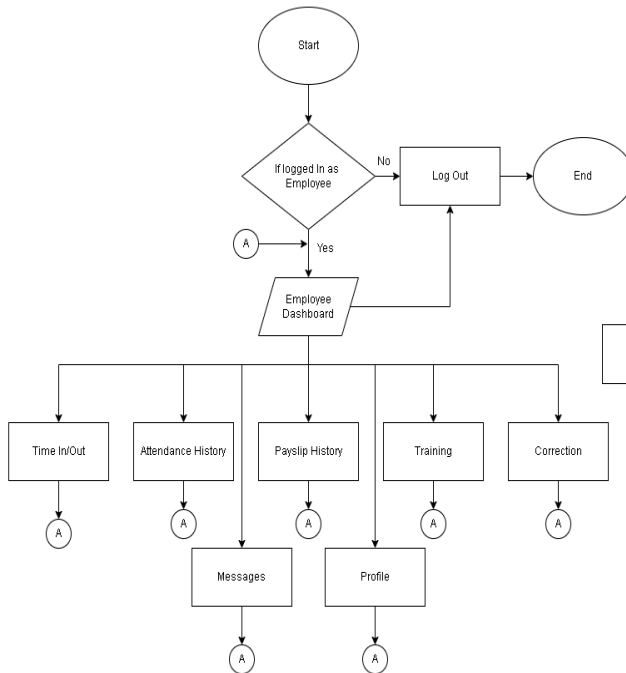 Start
If logged In as
Employee
No
Log Out
End
A
Yes
Employee
Dashboard
Time In/Out
Attendance History
Payslip History
Training
Correction
A
A
A
A
A
Messages
Profile
A
A